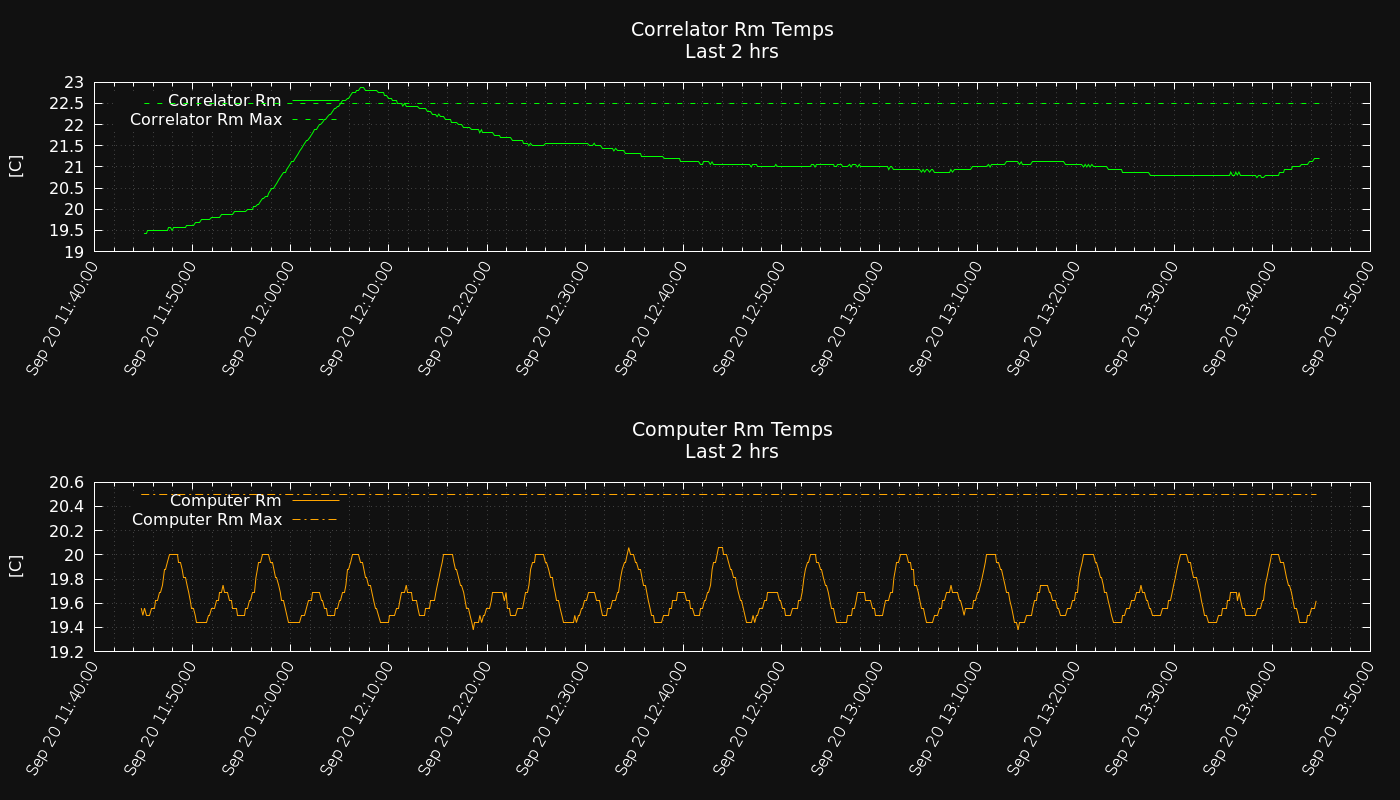 Correlator Rm Temps
Last 2 hrs
23
22.5
22
21.5
21
20.5
20
19.5
19
[C]
Correlator Rm
Correlator Rm Max
Sep 20 11:40:00
Sep 20 11:50:00
Sep 20 12:00:00
Sep 20 12:10:00
Sep 20 12:20:00
Sep 20 12:30:00
Sep 20 12:40:00
Sep 20 12:50:00
Sep 20 13:00:00
Sep 20 13:10:00
Sep 20 13:20:00
Sep 20 13:30:00
Sep 20 13:40:00
Sep 20 13:50:00
Computer Rm Temps
Last 2 hrs
20.6
20.4
20.2
20
19.8
19.6
19.4
19.2
[C]
Computer Rm
Computer Rm Max
Sep 20 11:40:00
Sep 20 11:50:00
Sep 20 12:00:00
Sep 20 12:10:00
Sep 20 12:20:00
Sep 20 12:30:00
Sep 20 12:40:00
Sep 20 12:50:00
Sep 20 13:00:00
Sep 20 13:10:00
Sep 20 13:20:00
Sep 20 13:30:00
Sep 20 13:40:00
Sep 20 13:50:00